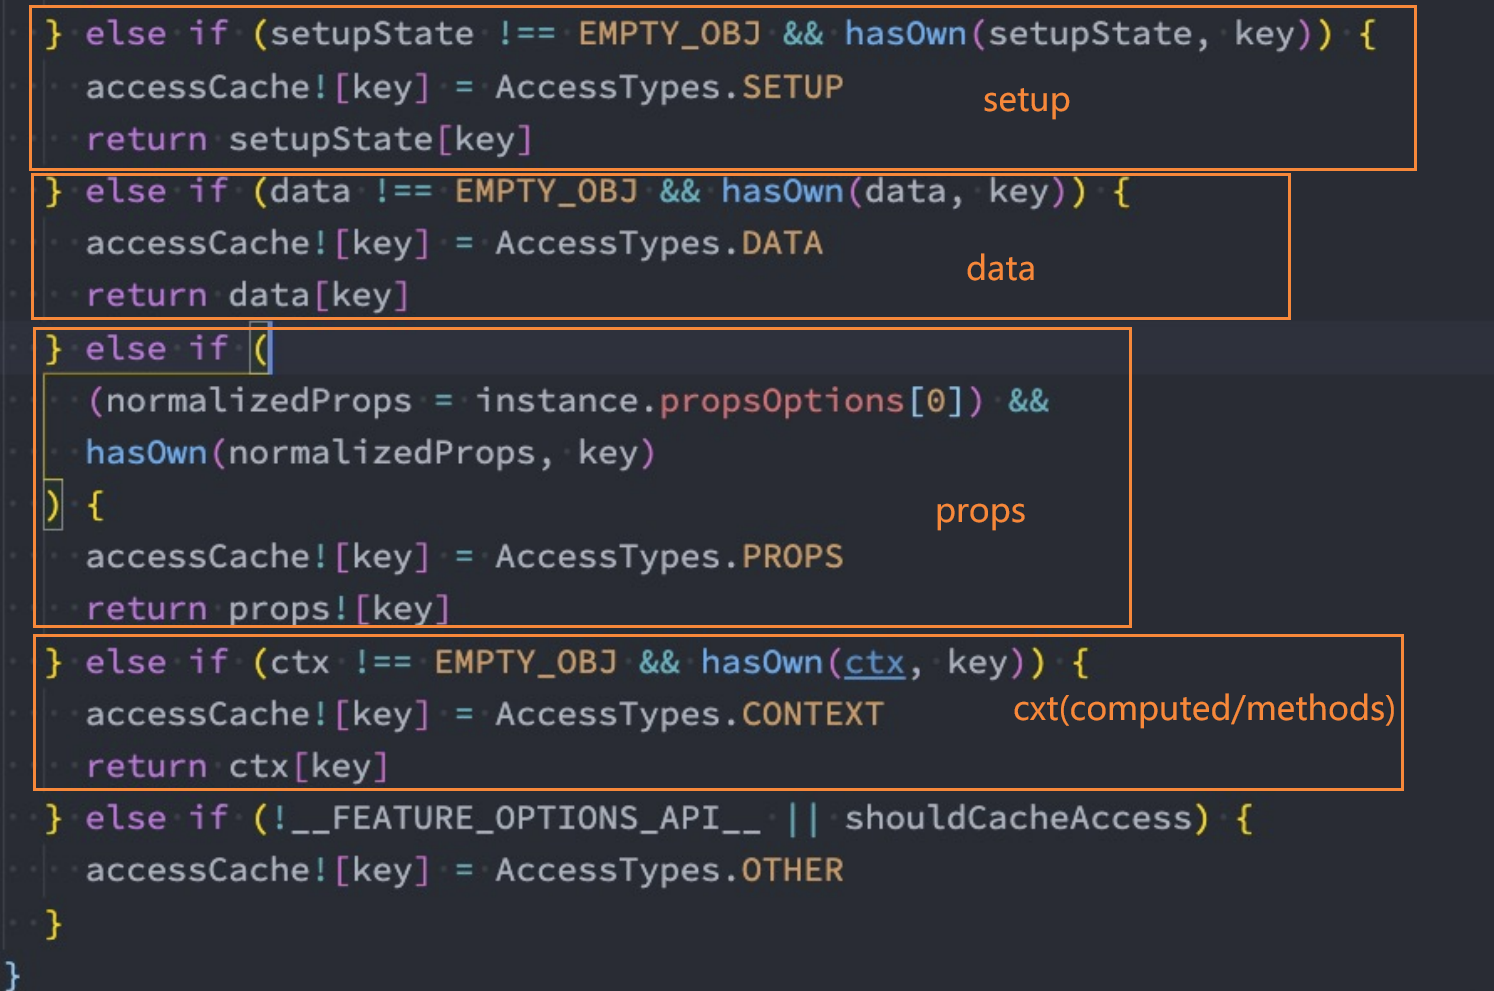 } else if (setupState !== EMPTY_OBJ && hasOwn(setupState, key)) {
accessCache![key] = AccessTypes.SETUP
setup
return setupState[key]
} else if (data !== EMPTY_OBJ && hasOwn(data, key)) {
accessCache![key] = AccessTypes.DATA
data
return data[key]
} else if (
(normalizedProps = instance.propsOptions[0]) &&
hasOwn(normalizedProps, key)
) {
props
accessCache![key] = AccessTypes.PROPS
return props![key]
} else if (ctx !== EMPTY_OBJ && hasOwn(ctx, key)) {
accessCache![key] = AccessTypes.CONTEXT
cxt(computed/methods)
return ctx[key]
} else if (!__FEATURE_OPTIONS_API__ || shouldCacheAccess) {
accessCache![key] = AccessTypes.OTHER
}
}